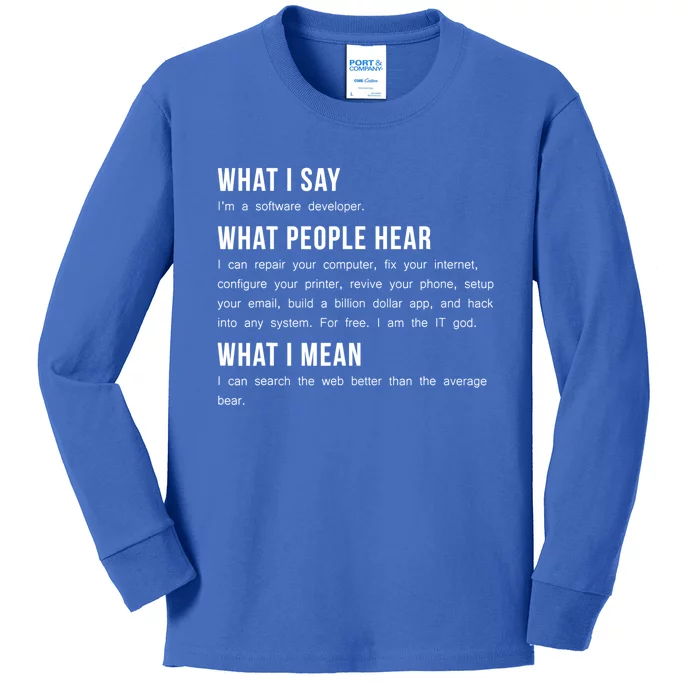 PORT &
COMPANY
L
WHAT I SAY
I'm a software developer.
WHAT PEOPLE HEAR
I can repair your computer, fix your internet,
configure your printer, revive your phone, setup
your email, build a billion dollar app, and hack
into any system. For free. I am the IT god.
WHAT I MEAN
I can search the web better than the average
bear.